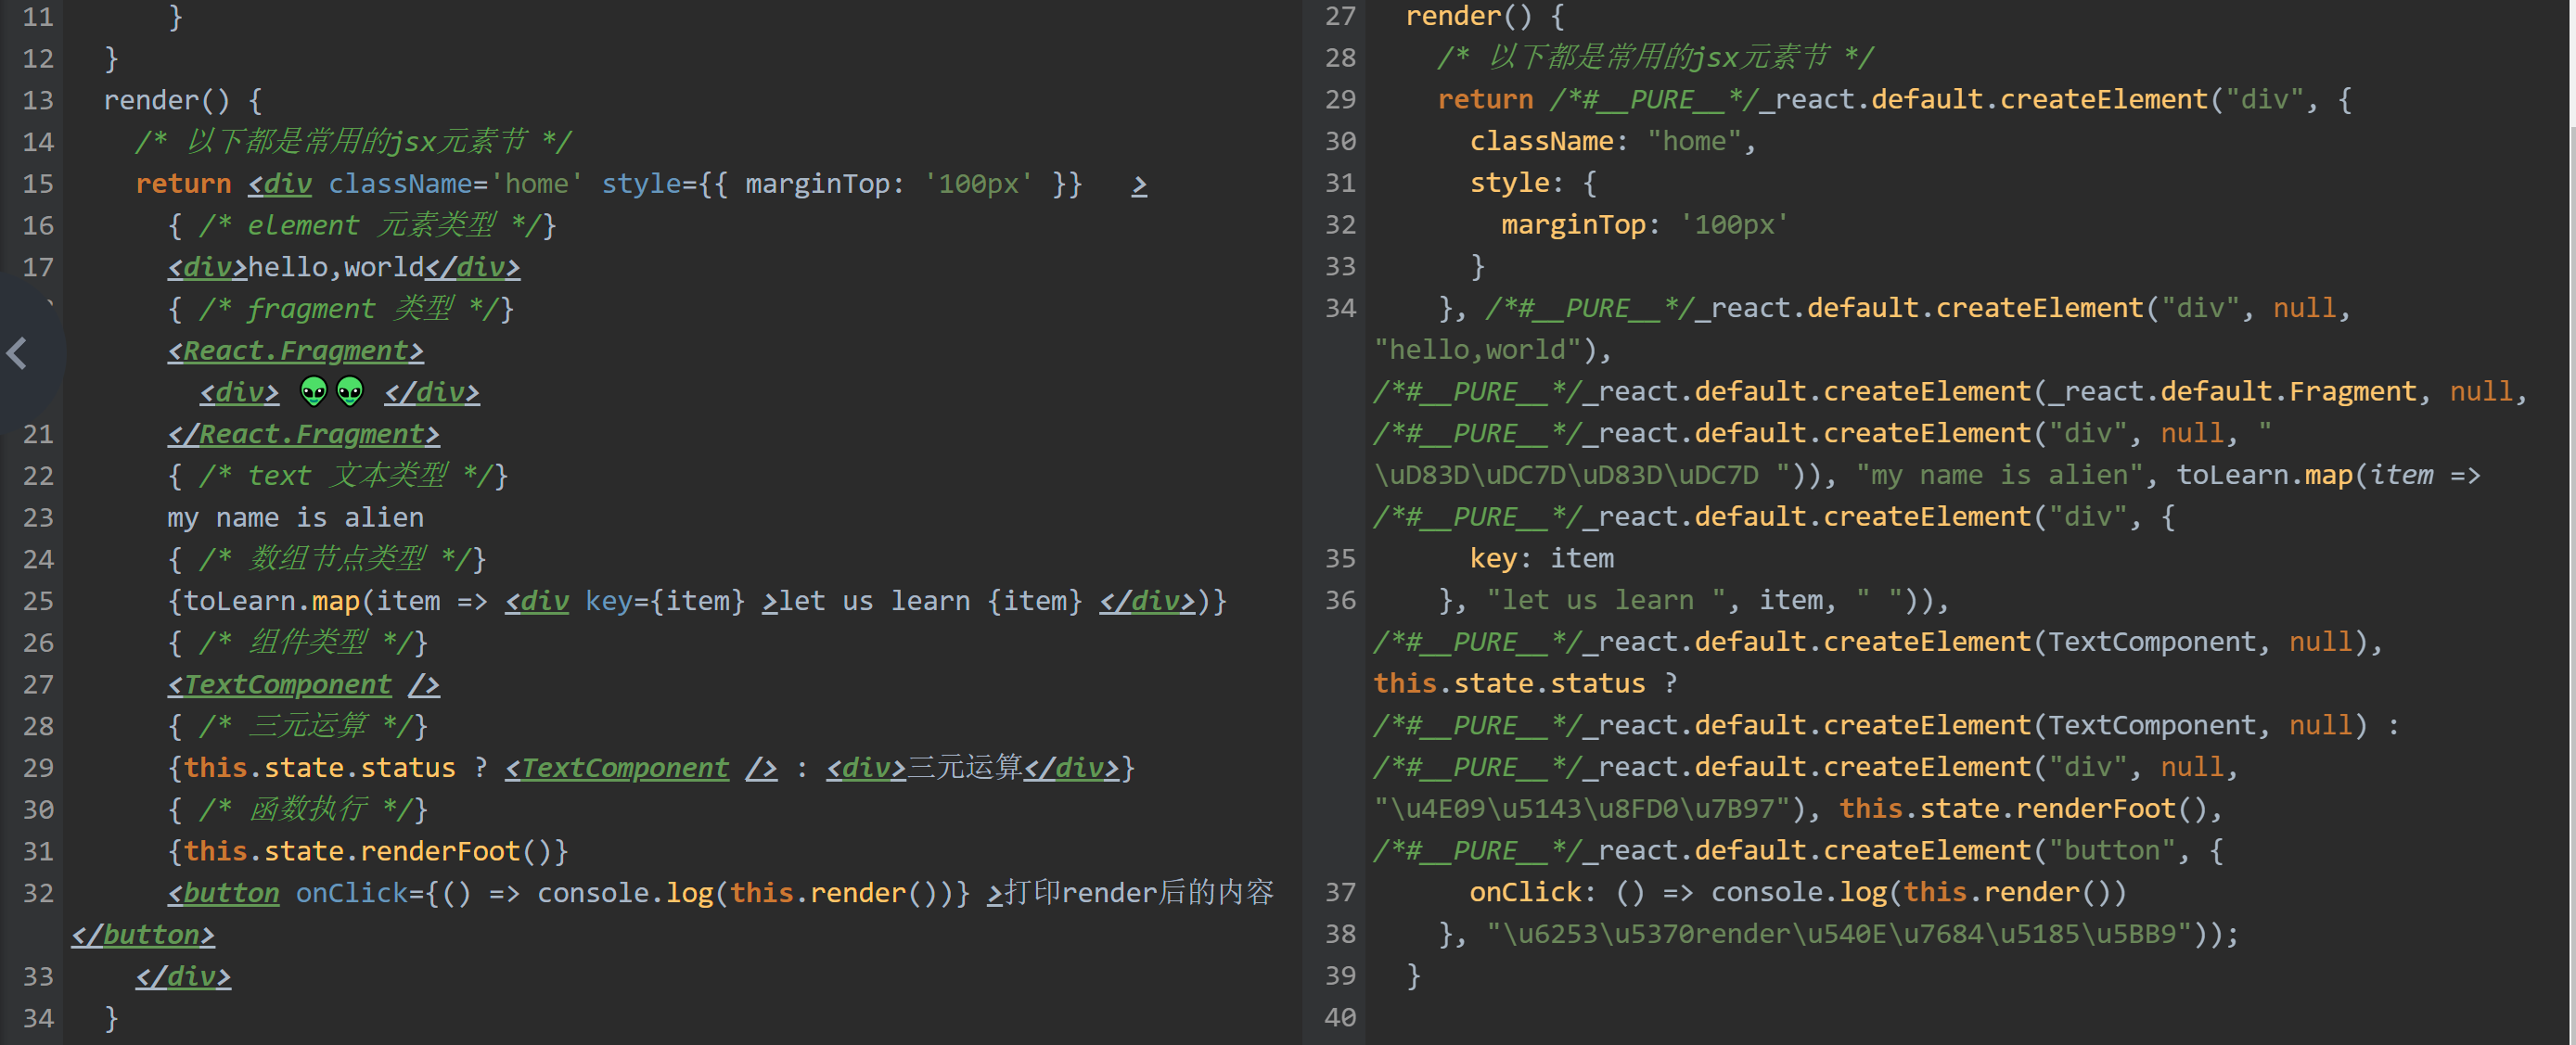 11 }
12 }
13 render() {
14 /* 以下都是常用的jsx元素节 */
15 return <div className='home' style={{ marginTop: '100px' }} >
16 { /* element 元素类型 */}
17 <div>hello,world</div>
{ /* fragment 类型 */}
<React.Fragment>
<div> 👽👽 </div>
21 </React.Fragment>
22 { /* text 文本类型 */}
23 my name is alien
24 { /* 数组节点类型 */}
25 {toLearn.map(item => <div key={item} >let us learn {item} </div>)}
26 { /* 组件类型 */}
27 <TextComponent />
28 { /* 三元运算 */}
29 {this.state.status ? <TextComponent /> : <div>三元运算</div>}
30 { /* 函数执行 */}
31 {this.state.renderFoot()}
32 <button onClick={() => console.log(this.render())} >打印render后的内容
</button>
33 </div>
34 }
27 render() {
28 /* 以下都是常用的jsx元素节 */
29 return /*#__PURE__*/_react.default.createElement("div", {
30 className: "home",
31 style: {
32 marginTop: '100px'
33 }
34 }, /*#__PURE__*/_react.default.createElement("div", null,
"hello,world"),
/*#__PURE__*/_react.default.createElement(_react.default.Fragment, null,
/*#__PURE__*/_react.default.createElement("div", null, "
\uD83D\uDC7D\uD83D\uDC7D ")), "my name is alien", toLearn.map(item =>
/*#__PURE__*/_react.default.createElement("div", {
35 key: item
36 }, "let us learn ", item, " ")),
/*#__PURE__*/_react.default.createElement(TextComponent, null),
this.state.status ?
/*#__PURE__*/_react.default.createElement(TextComponent, null) :
/*#__PURE__*/_react.default.createElement("div", null,
"\u4E09\u5143\u8FD0\u7B97"), this.state.renderFoot(),
/*#__PURE__*/_react.default.createElement("button", {
37 onClick: () => console.log(this.render())
38 }, "\u6253\u5370render\u540E\u7684\u5185\u5BB9"));
39 }
40